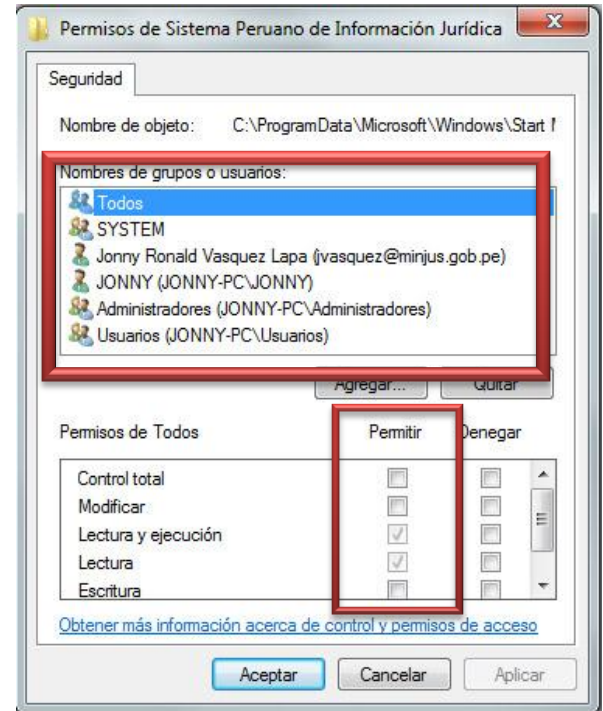 Permisos de Sistema Peruano de Información Jurídica
Seguridad
Nombre de objeto: C:\ProgramData\Microsoft\Windows\Start
Nombres de grupos o usuarios:
Todos
SYSTEM
Jonny Ronald Vasquez Lapa (jvasquez@minjus.gob.pe)
JONNY (JONNY-PC\JONNY)
Administradores (JONNY-PC\Administradores)
Usuarios (JONNY-PC\Usuarios)
Agregar... Quitar
Permisos de Todos Permitir Denegar
Control total
Modificar
Lectura y ejecución
Lectura
Escritura
Obtener más información acerca de control y permisos de acceso
Aceptar Cancelar Aplicar